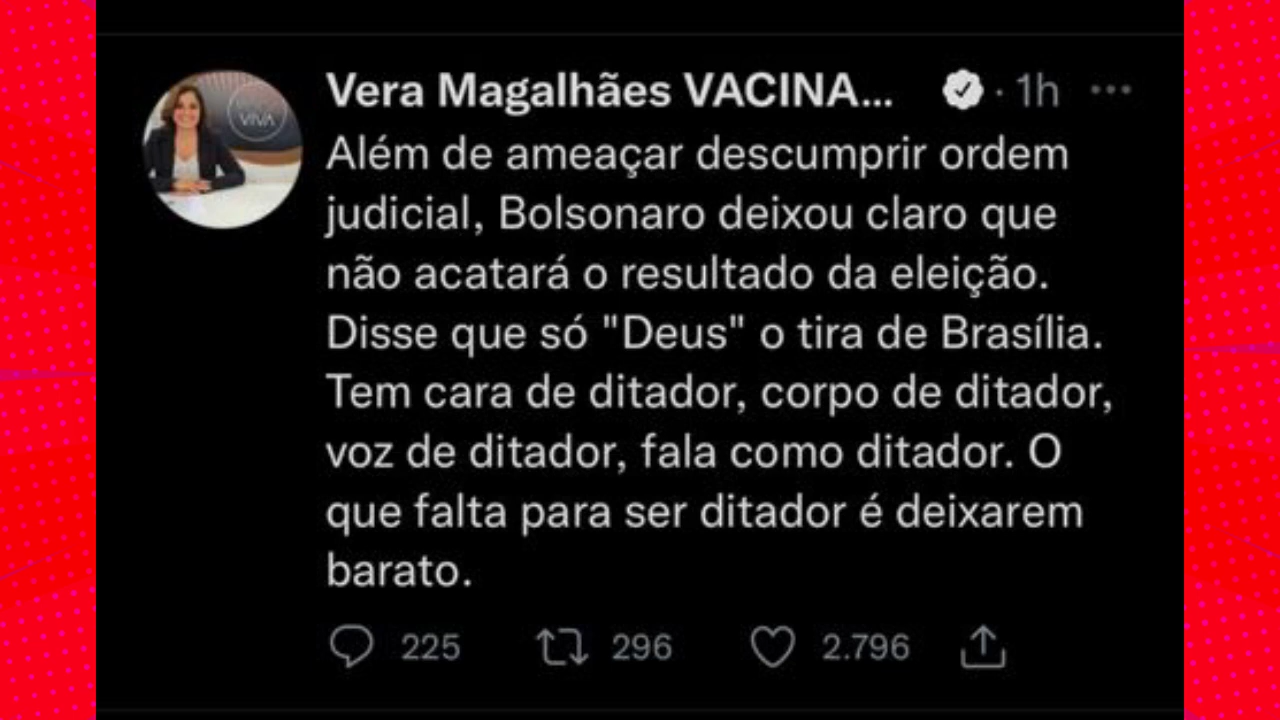 Vera Magalhães VACINA... · 1h ...
Além de ameaçar descumprir ordem
judicial, Bolsonaro deixou claro que
não acatará o resultado da eleição.
Disse que só "Deus" o tira de Brasília.
Tem cara de ditador, corpo de ditador,
voz de ditador, fala como ditador. O
que falta para ser ditador é deixarem
barato.
225 296 2.796
VIVA